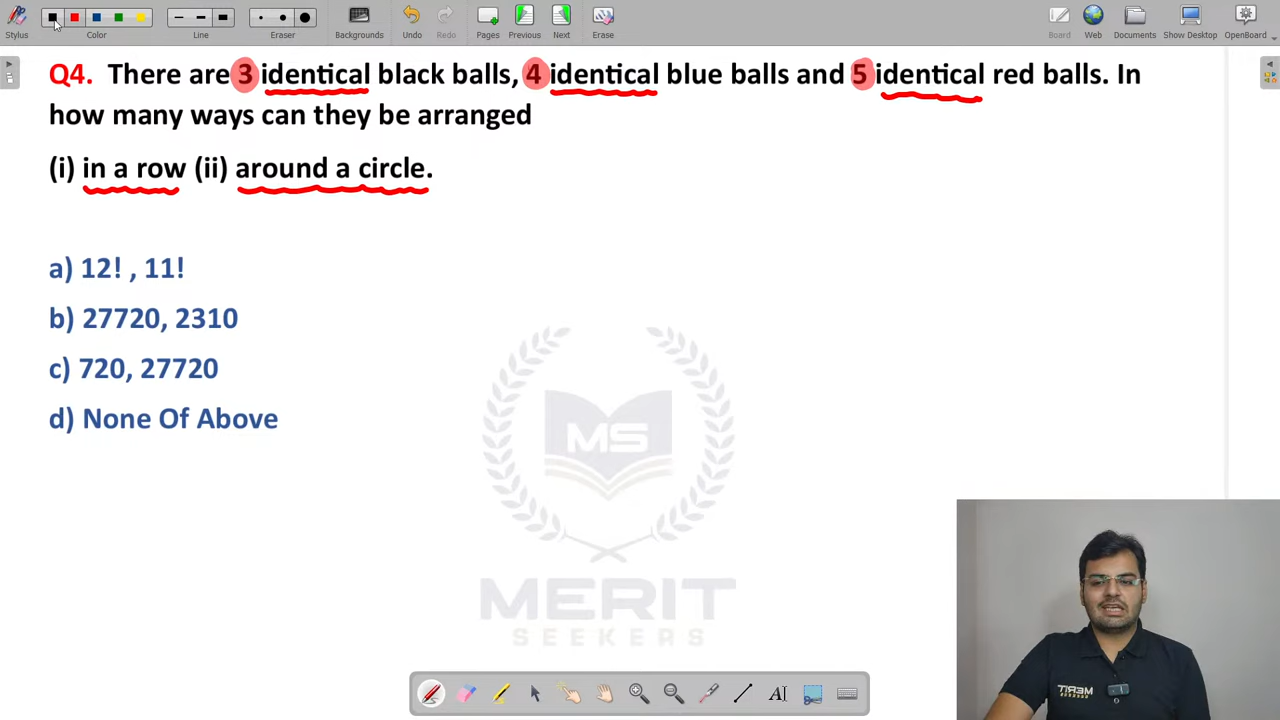 Stylus Color Line Eraser Backgrounds Undo Redo Pages Previous Next Erase Board Web Documents Show Desktop OpenBoard
Q4. There are 3 identical black balls, 4 identical blue balls and 5 identical red balls. In
how many ways can they be arranged
(i) in a row (ii) around a circle.
a) 12! , 11!
b) 27720, 2310
c) 720, 27720
d) None Of Above
MS
MERIT
SEEKERS
MERIT